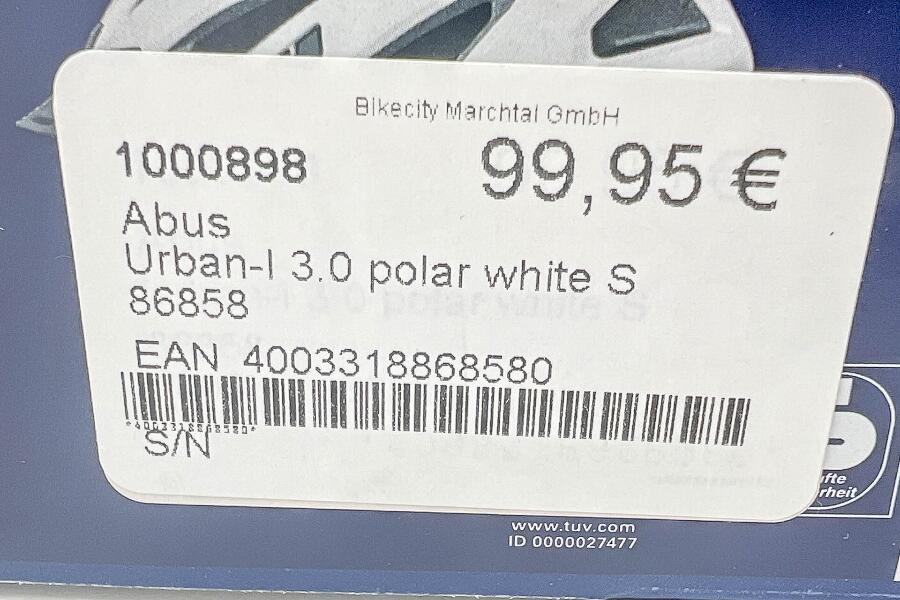 Bikecity Marchtal GmbH
1000898
99,95 €
Abus
Urban-I 3.0 polar white S
86858
EAN 4003318868580
*4003318868580*
S/N
www.tuv.com
ID 0000027477